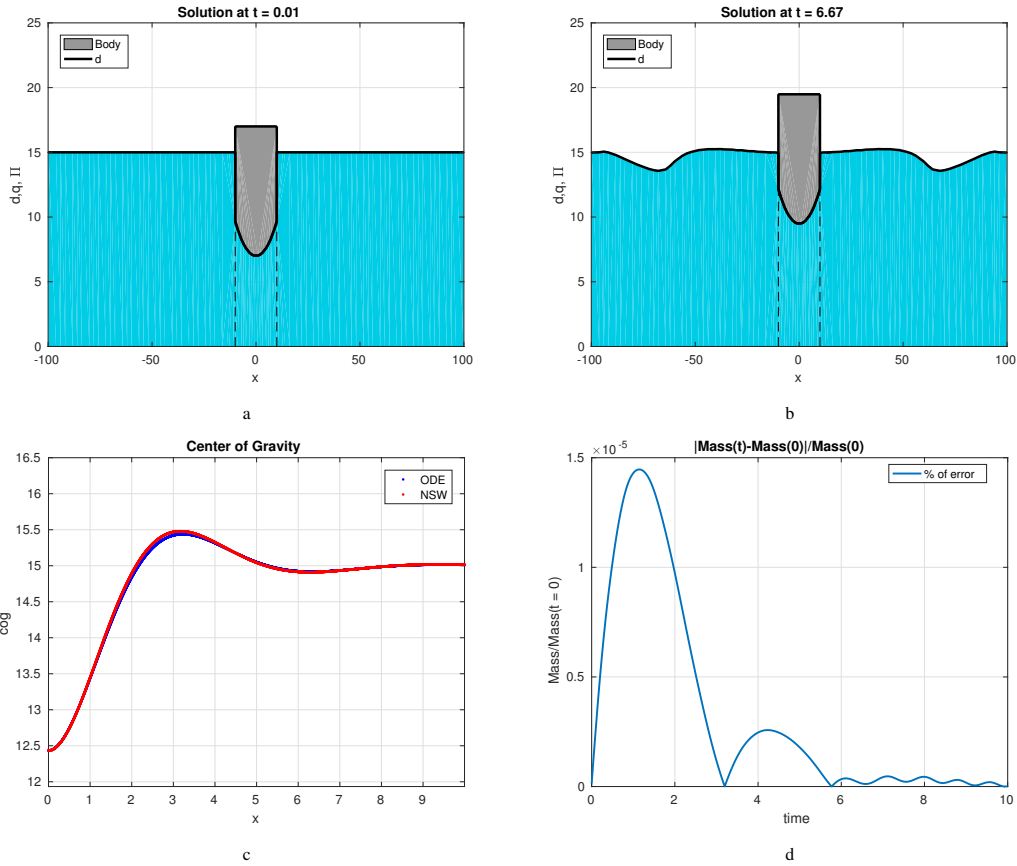 Solution at t = 0.01
Body
d
25
20
15
10
5
0
d,q, Π
-100
-50
0
50
100
x
a
Solution at t = 6.67
Body
d
25
20
15
10
5
0
d,q, Π
-100
-50
0
50
100
x
b
Center of Gravity
ODE
NSW
16.5
16
15.5
15
14.5
14
13.5
13
12.5
12
cog
0
1
2
3
4
5
6
7
8
9
x
c
|Mass(t)-Mass(0)|/Mass(0)
×10⁻⁵
% of error
1.5
1
0.5
0
Mass/Mass(t = 0)
0
2
4
6
8
10
time
d